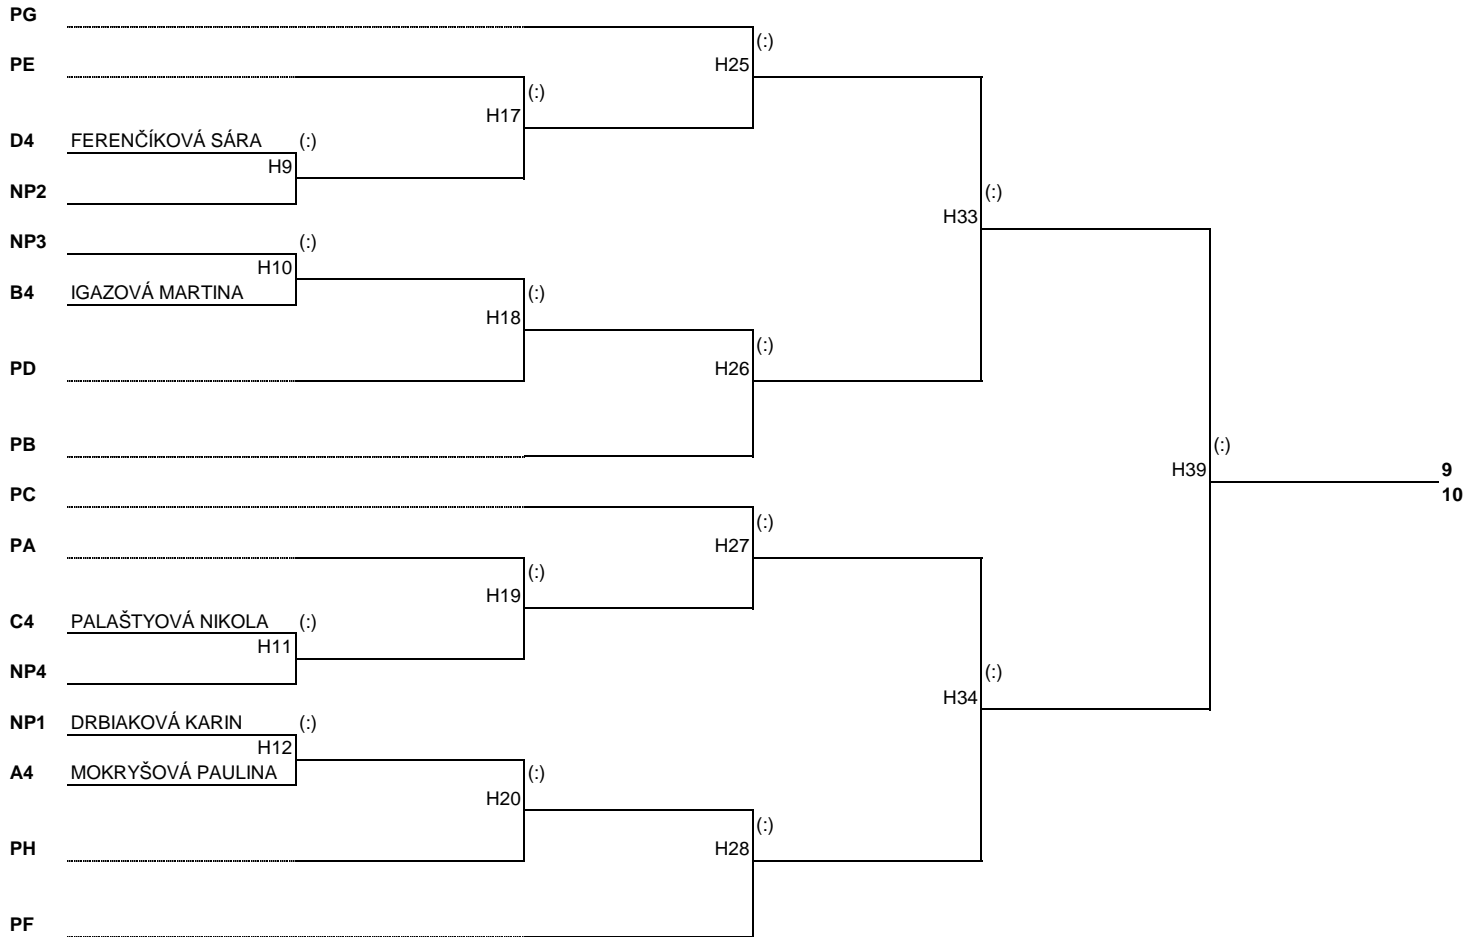 PG
(:)
PE H25
(:)
H17
D4 FERENČÍKOVÁ SÁRA (:)
H9
NP2 (:)
H33
NP3 (:)
H10
B4 IGAZOVÁ MARTINA (:)
H18
(:)
PD H26
PB (:)
H39 9
PC 10
(:)
PA H27
(:)
H19
C4 PALAŠTYOVÁ NIKOLA (:)
H11
NP4 (:)
H34
NP1 DRBIAKOVÁ KARIN (:)
H12
A4 MOKRYŠOVÁ PAULINA (:)
H20
(:)
PH H28
PF